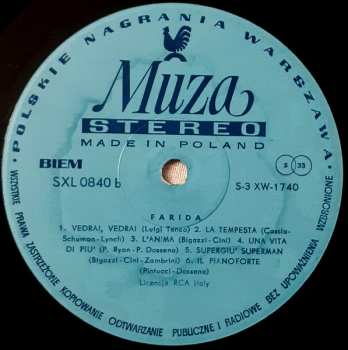 · POLSKIE NAGRANIA WARSZAWA ·
Muza
STEREO
MADE IN POLAND
BIEM
SXL 0840 b
S 33
S-3 XW-1740
FARIDA
1. VEDRAI, VEDRAI (Luigi Tenco) 2. LA TEMPESTA (Cassia-
Schuman-Lynch) 3. L'ANIMA (Bigazzi-Cini) 4. UNA VITA
DI PIU' (P. Ryan-P. Dossena) 5. SUPERGIU' SUPERMAN
(Bigazzi-Cini-Zambrini) 6. IL PIANOFORTE
(Pintucci-Dossena)
Licencja RCA Italy
WSZYSTKIE PRAWA ZASTRZEŻONE KOPIOWANIE ODTWARZANIE PUBLICZNE I RADIOWE BEZ UPOWAŻNIENIA WZBRONIONE